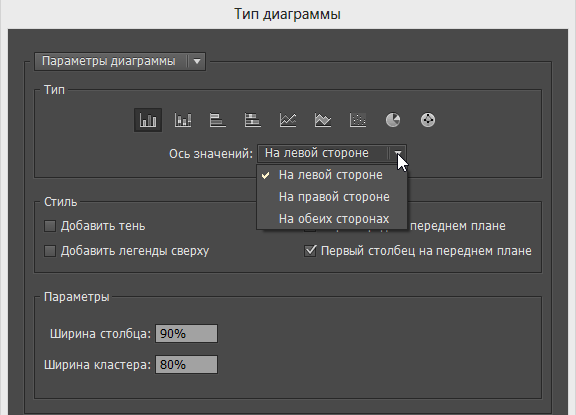 Тип диаграммы
Параметры диаграммы
Тип
Ось значений: На левой стороне
На левой стороне
На правой стороне
На обеих сторонах
Стиль
Добавить тень
переднем плане
Добавить легенды сверху
Первый столбец на переднем плане
Параметры
Ширина столбца: 90%
Ширина кластера: 80%